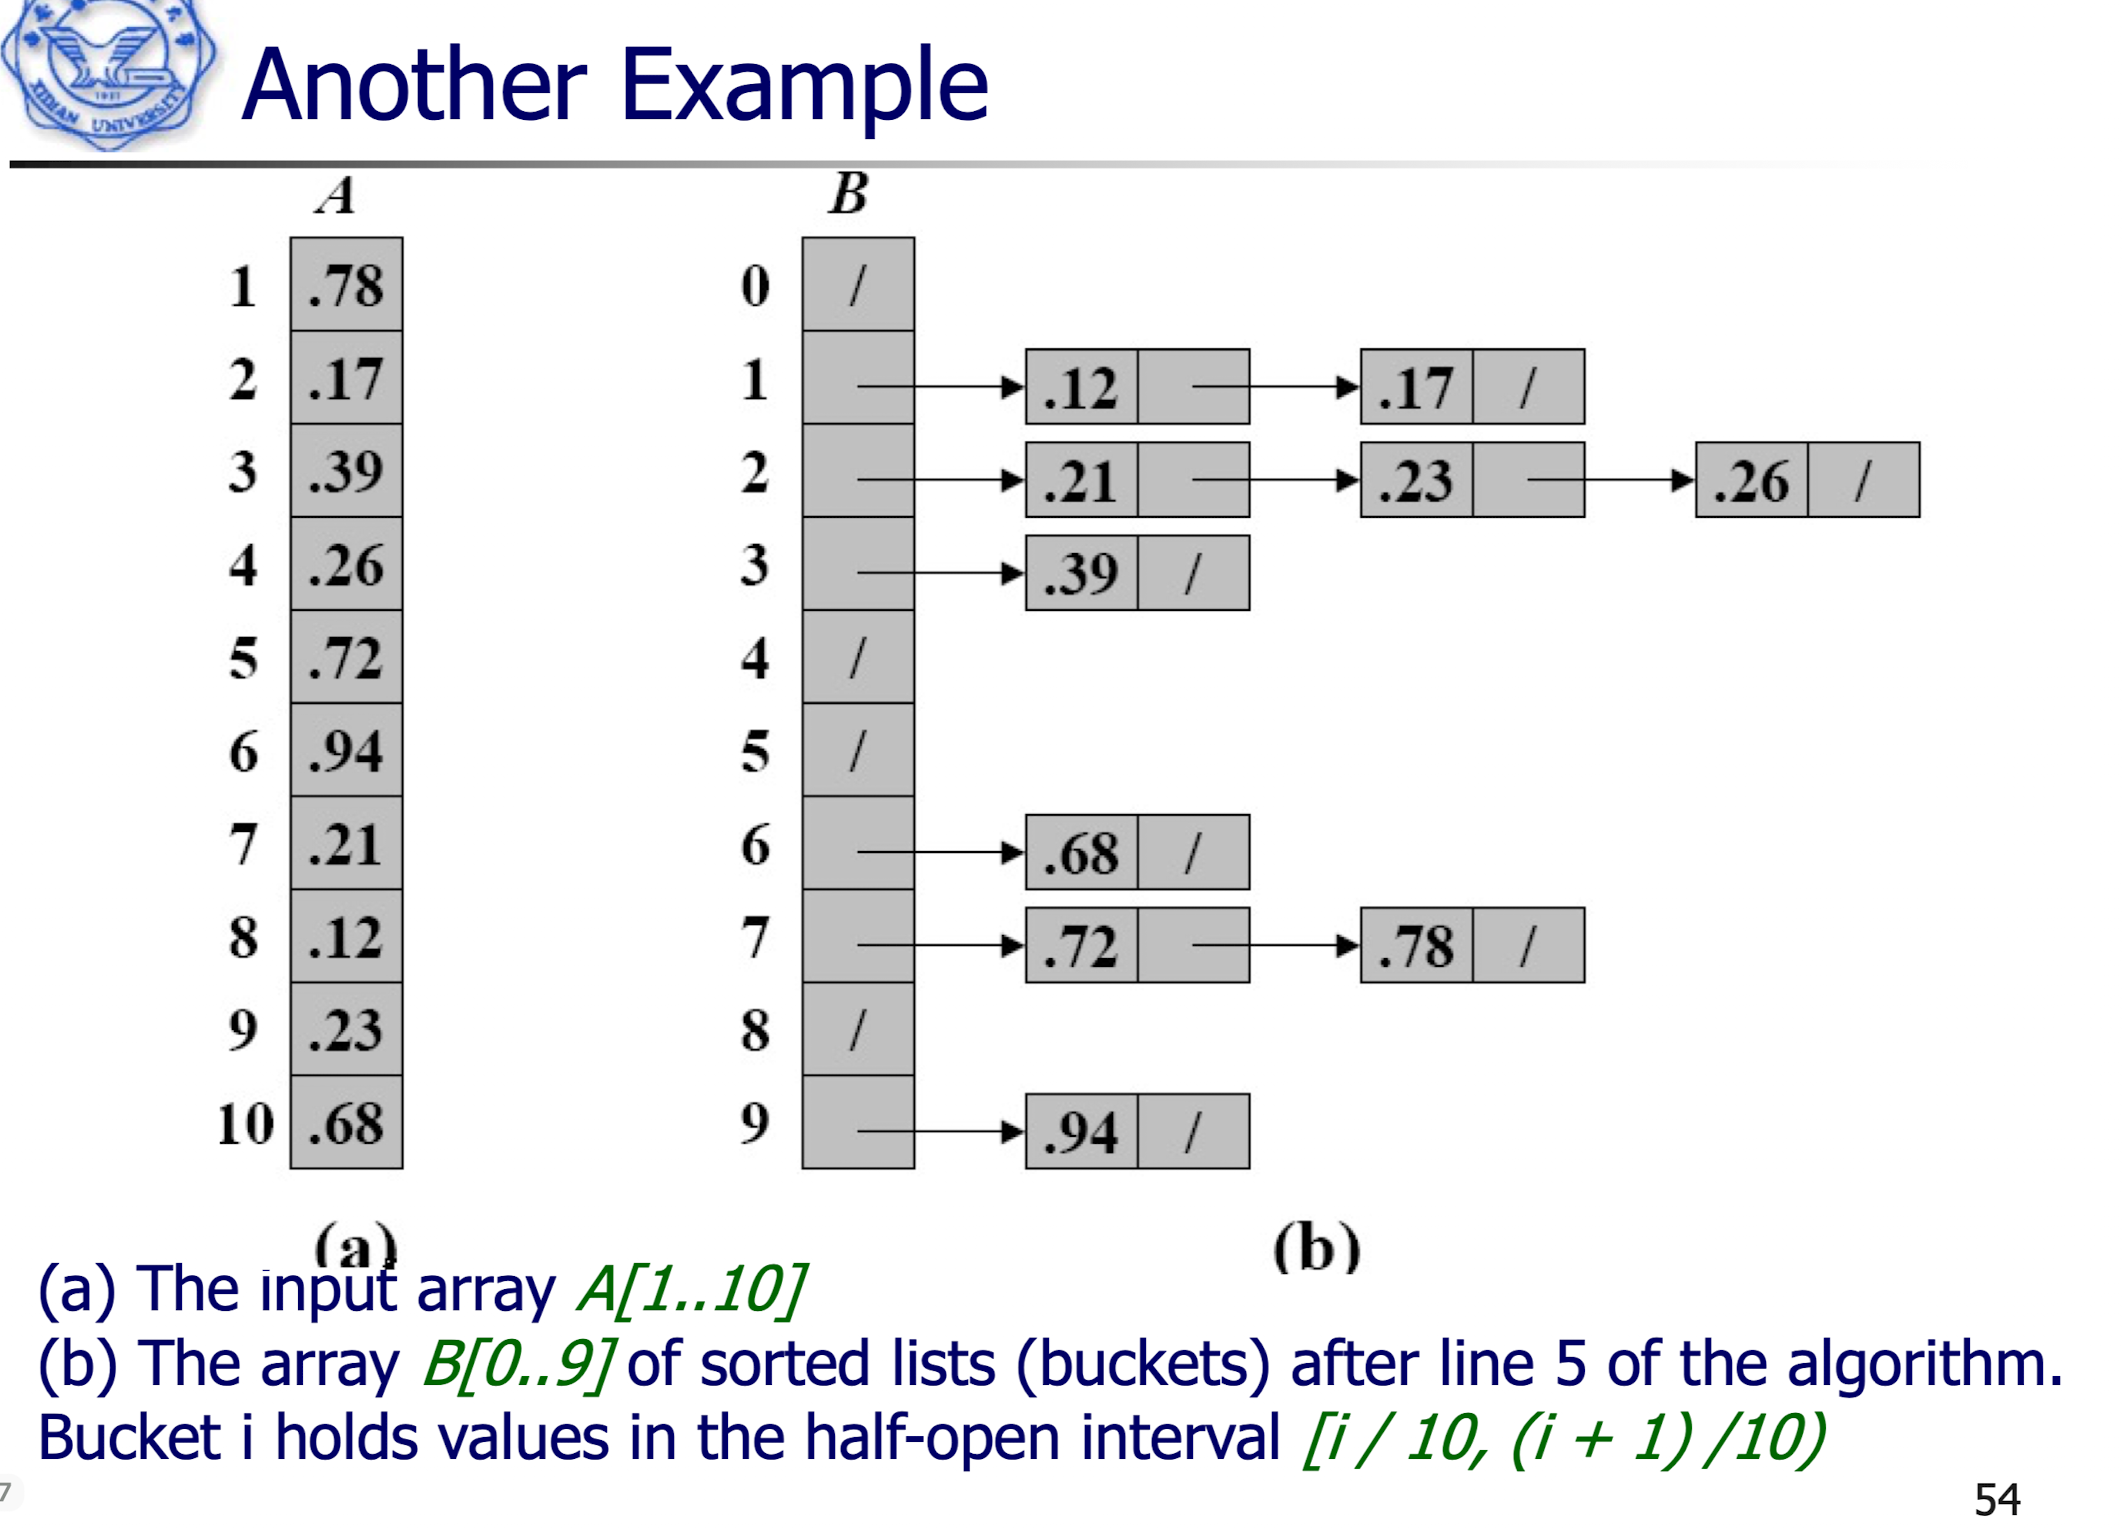 XIDIAN UNIVERSITY
1931
Another Example
A B
1 .78 0 /
2 .17 1 .12 .17 /
3 .39 2 .21 .23 .26 /
4 .26 3 .39 /
5 .72 4 /
6 .94 5 /
7 .21 6 .68 /
8 .12 7 .72 .78 /
9 .23 8 /
10 .68 9 .94 /
(a) (b)
(a) The input array A[1..10]
(b) The array B[0..9] of sorted lists (buckets) after line 5 of the algorithm.
Bucket i holds values in the half-open interval [i / 10, (i + 1) /10)
7
54